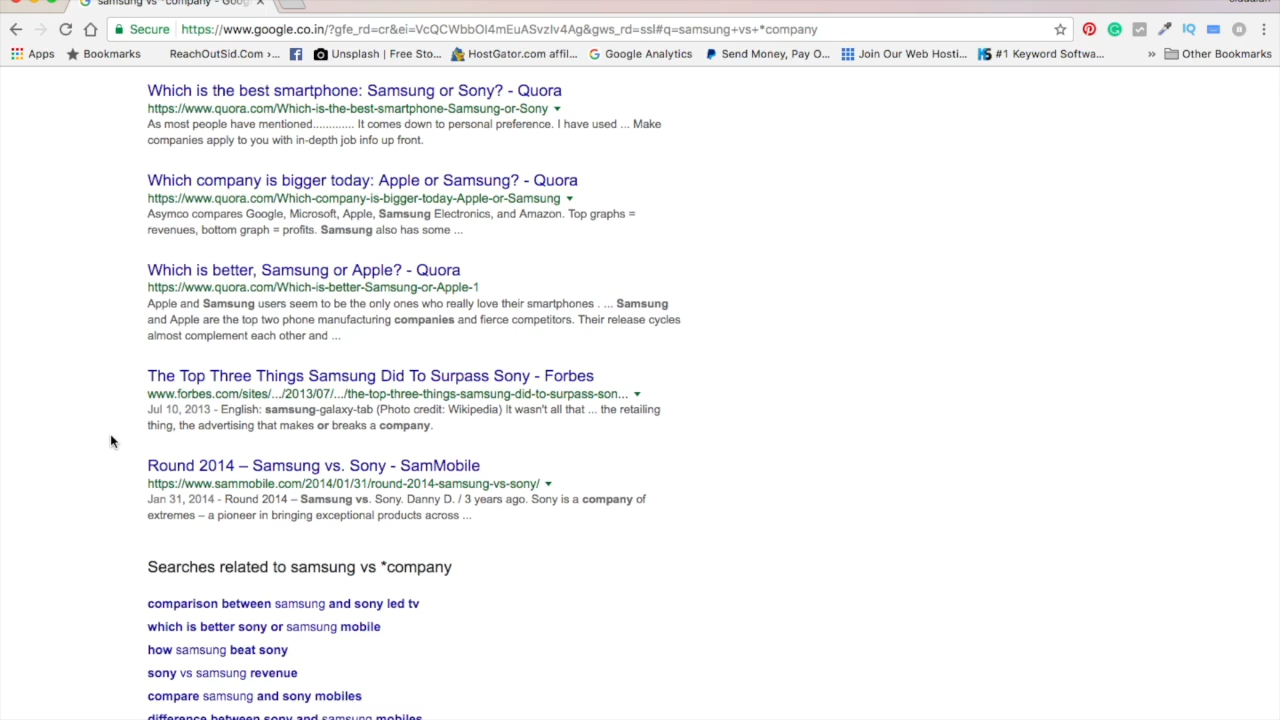 samsung vs *company - Goog
Secure https://www.google.co.in/?gfe_rd=cr&ei=VcQCWbbOI4mEuASvzIv4Ag&gws_rd=ssl#q=samsung+vs+*company
Apps Bookmarks ReachOutSid.Com ›... Unsplash | Free Sto... HostGator.com affil... Google Analytics Send Money, Pay O... Join Our Web Hosti... #1 Keyword Softwa... » Other Bookmarks
Which is the best smartphone: Samsung or Sony? - Quora
https://www.quora.com/Which-is-the-best-smartphone-Samsung-or-Sony
As most people have mentioned............. It comes down to personal preference. I have used ... Make
companies apply to you with in-depth job info up front.
Which company is bigger today: Apple or Samsung? - Quora
https://www.quora.com/Which-company-is-bigger-today-Apple-or-Samsung
Asymco compares Google, Microsoft, Apple, Samsung Electronics, and Amazon. Top graphs =
revenues, bottom graph = profits. Samsung also has some ...
Which is better, Samsung or Apple? - Quora
https://www.quora.com/Which-is-better-Samsung-or-Apple-1
Apple and Samsung users seem to be the only ones who really love their smartphones . ... Samsung
and Apple are the top two phone manufacturing companies and fierce competitors. Their release cycles
almost complement each other and ...
The Top Three Things Samsung Did To Surpass Sony - Forbes
www.forbes.com/sites/.../2013/07/.../the-top-three-things-samsung-did-to-surpass-son...
Jul 10, 2013 - English: samsung-galaxy-tab (Photo credit: Wikipedia) It wasn't all that ... the retailing
thing, the advertising that makes or breaks a company.
Round 2014 – Samsung vs. Sony - SamMobile
https://www.sammobile.com/2014/01/31/round-2014-samsung-vs-sony/
Jan 31, 2014 - Round 2014 – Samsung vs. Sony. Danny D. / 3 years ago. Sony is a company of
extremes – a pioneer in bringing exceptional products across ...
Searches related to samsung vs *company
comparison between samsung and sony led tv
which is better sony or samsung mobile
how samsung beat sony
sony vs samsung revenue
compare samsung and sony mobiles
difference between sony and samsung mobiles